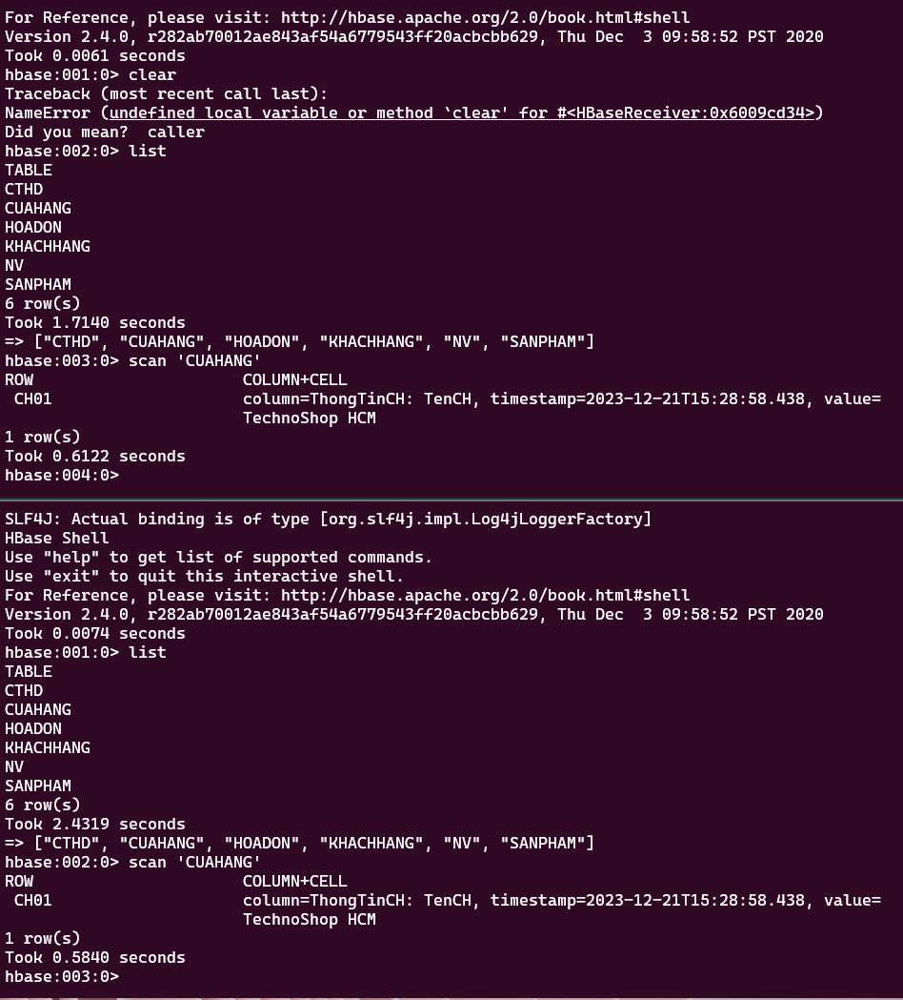 For Reference, please visit: http://hbase.apache.org/2.0/book.html#shell
Version 2.4.0, r282ab70012ae843af54a6779543ff20acbcbb629, Thu Dec  3 09:58:52 PST 2020
Took 0.0061 seconds
hbase:001:0> clear
Traceback (most recent call last):
NameError (undefined local variable or method `clear' for #<HBaseReceiver:0x6009cd34>)
Did you mean?  caller
hbase:002:0> list
TABLE
CTHD
CUAHANG
HOADON
KHACHHANG
NV
SANPHAM
6 row(s)
Took 1.7140 seconds
=> ["CTHD", "CUAHANG", "HOADON", "KHACHHANG", "NV", "SANPHAM"]
hbase:003:0> scan 'CUAHANG'
ROW                      COLUMN+CELL
 CH01                    column=ThongTinCH: TenCH, timestamp=2023-12-21T15:28:58.438, value=
                         TechnoShop HCM
1 row(s)
Took 0.6122 seconds
hbase:004:0>
SLF4J: Actual binding is of type [org.slf4j.impl.Log4jLoggerFactory]
HBase Shell
Use "help" to get list of supported commands.
Use "exit" to quit this interactive shell.
For Reference, please visit: http://hbase.apache.org/2.0/book.html#shell
Version 2.4.0, r282ab70012ae843af54a6779543ff20acbcbb629, Thu Dec  3 09:58:52 PST 2020
Took 0.0074 seconds
hbase:001:0> list
TABLE
CTHD
CUAHANG
HOADON
KHACHHANG
NV
SANPHAM
6 row(s)
Took 2.4319 seconds
=> ["CTHD", "CUAHANG", "HOADON", "KHACHHANG", "NV", "SANPHAM"]
hbase:002:0> scan 'CUAHANG'
ROW                      COLUMN+CELL
 CH01                    column=ThongTinCH: TenCH, timestamp=2023-12-21T15:28:58.438, value=
                         TechnoShop HCM
1 row(s)
Took 0.5840 seconds
hbase:003:0>